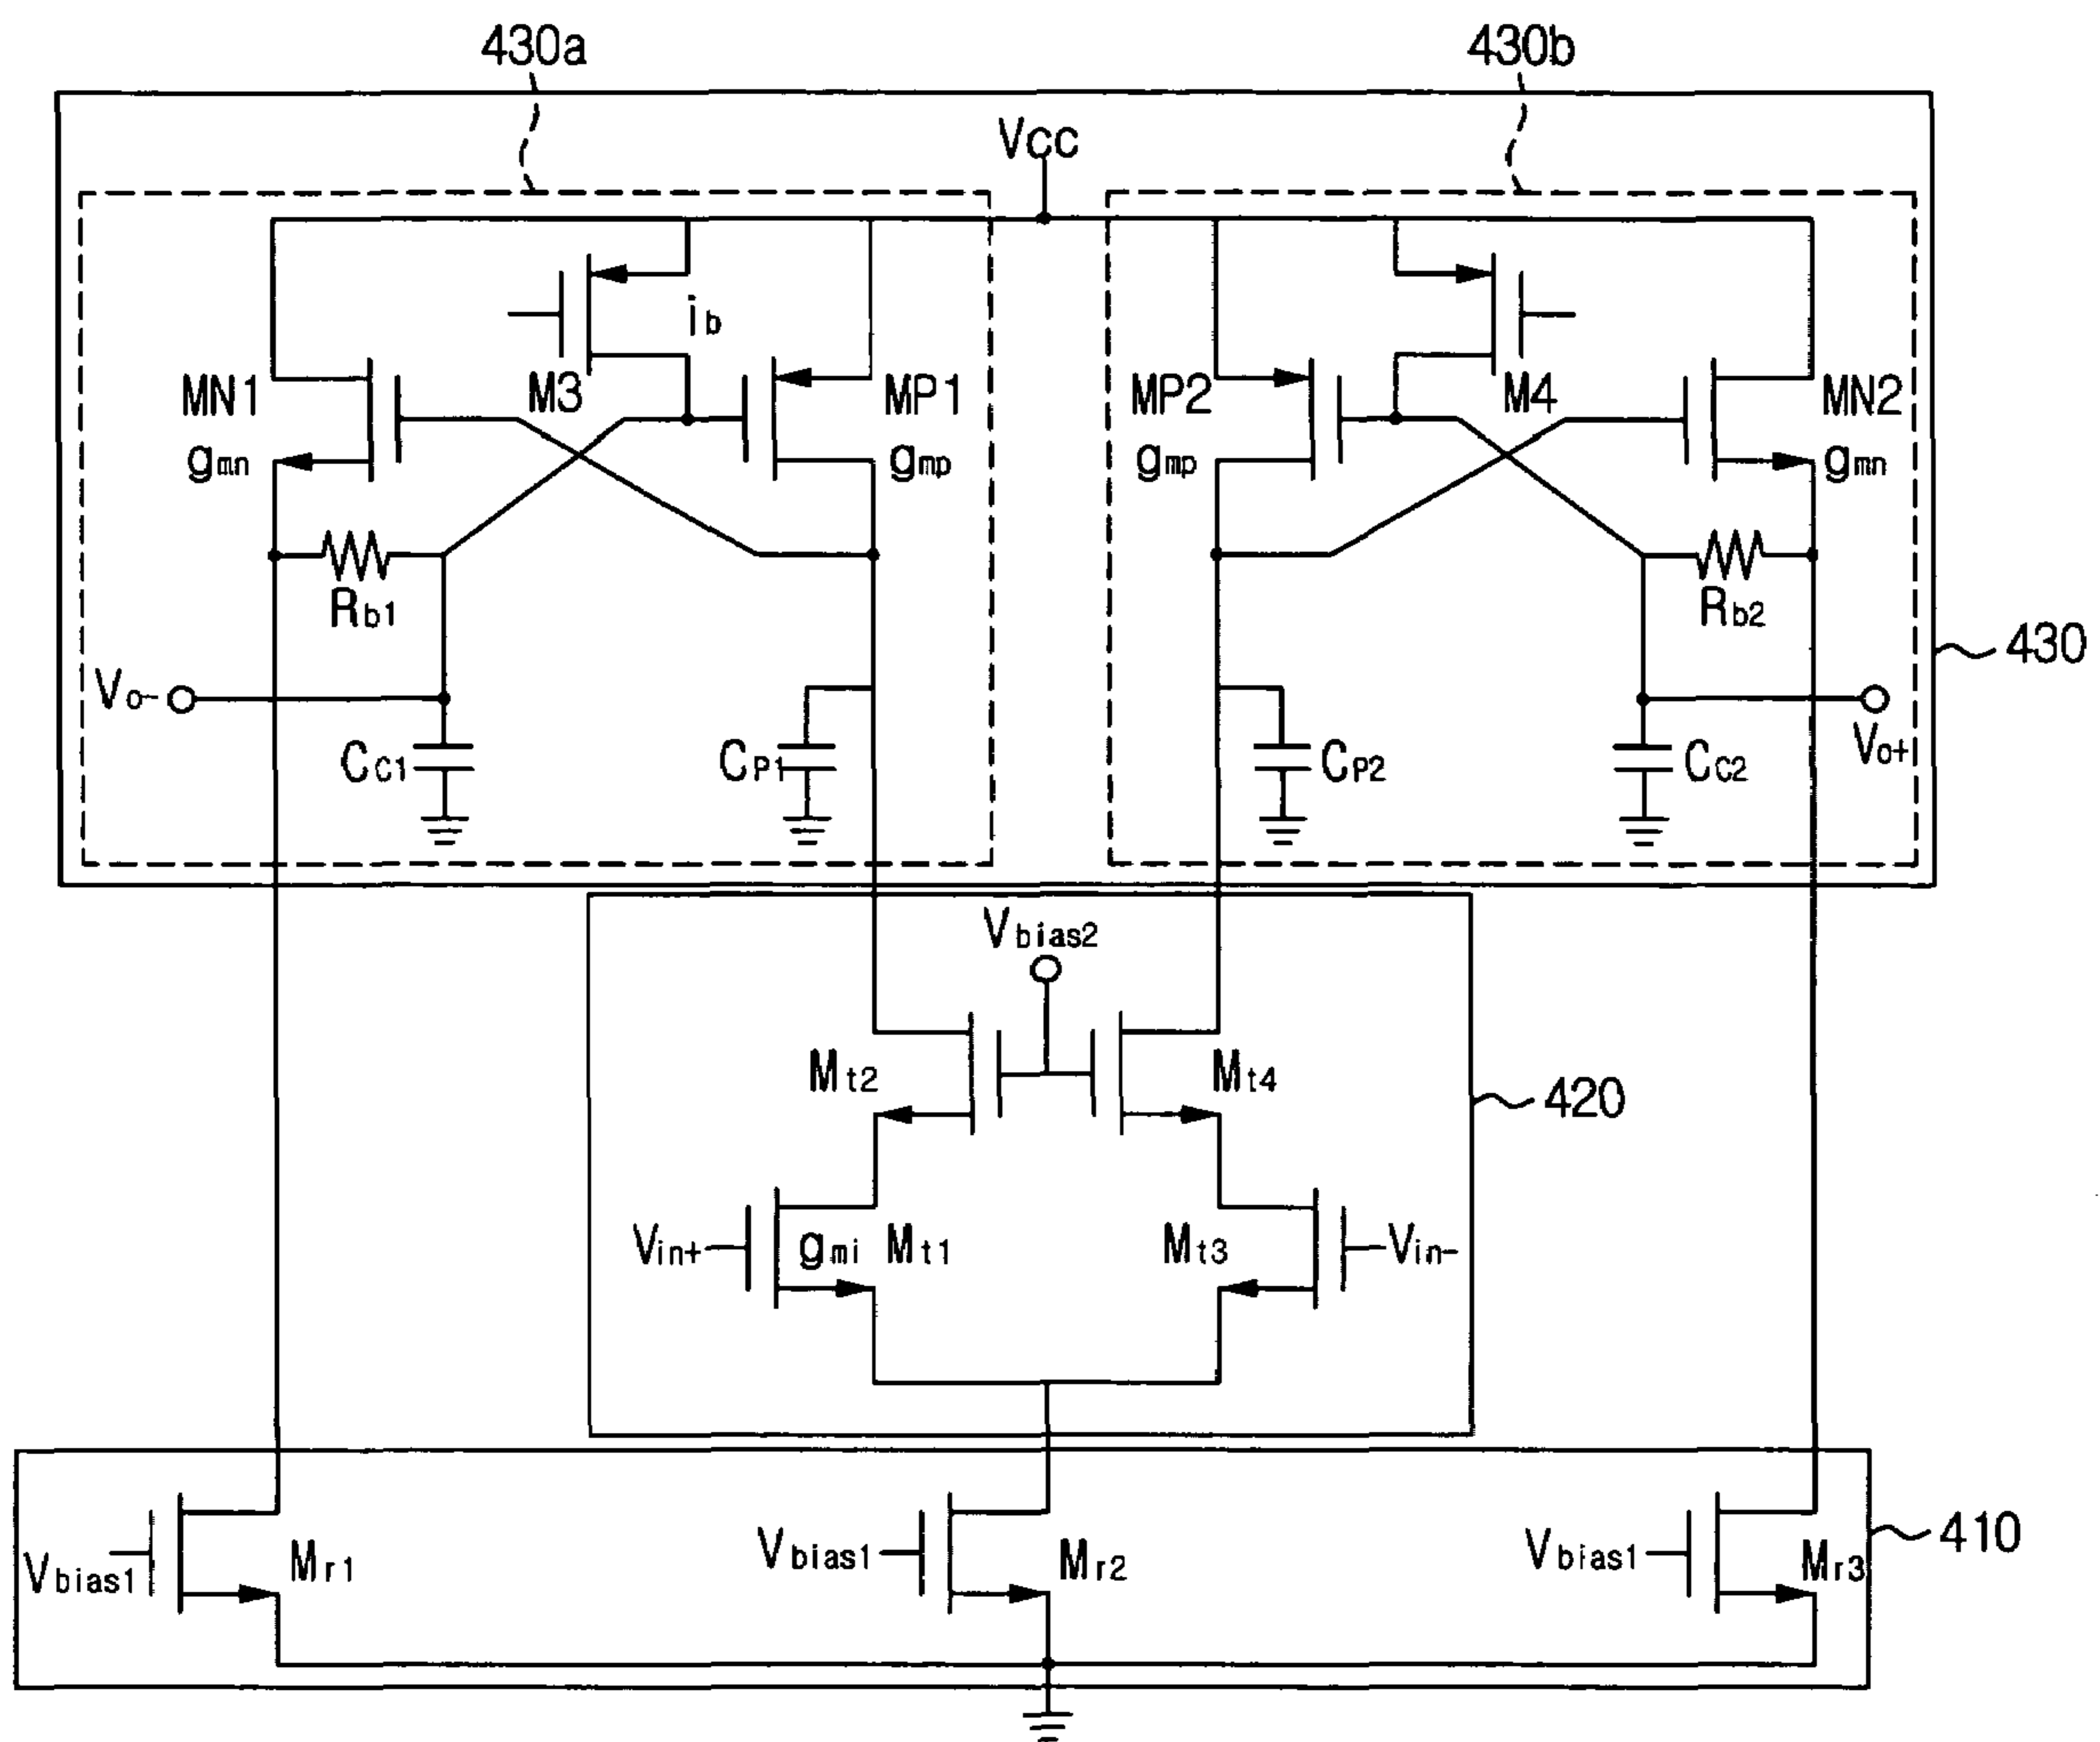 430a
430b
Vcc
MN1
gmn
M3
ib
MP1
gmp
MP2
gmp
M4
MN2
gmn
Rb1
Rb2
430
Vo-
Vo+
CC1
CP1
CP2
CC2
Vbias2
Mt2
Mt4
420
Vin+
gmi
Mt1
Mt3
Vin-
Vbias1
Mr1
Vbias1
Mr2
Vbias1
Mr3
410